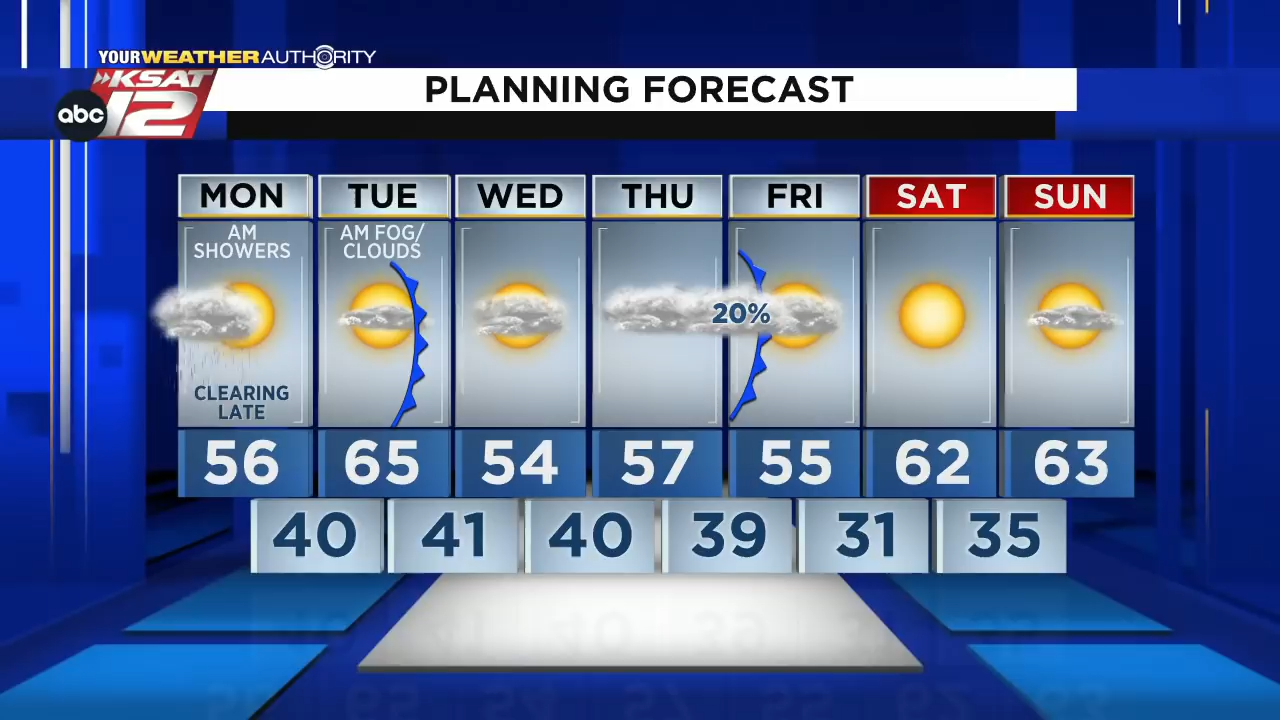 YOUR WEATHER AUTHORITY
KSAT
abc 12
PLANNING FORECAST
MON TUE WED THU FRI SAT SUN
AM SHOWERS
AM FOG/ CLOUDS
20%
CLEARING LATE
56 65 54 57 55 62 63
40 41 40 39 31 35